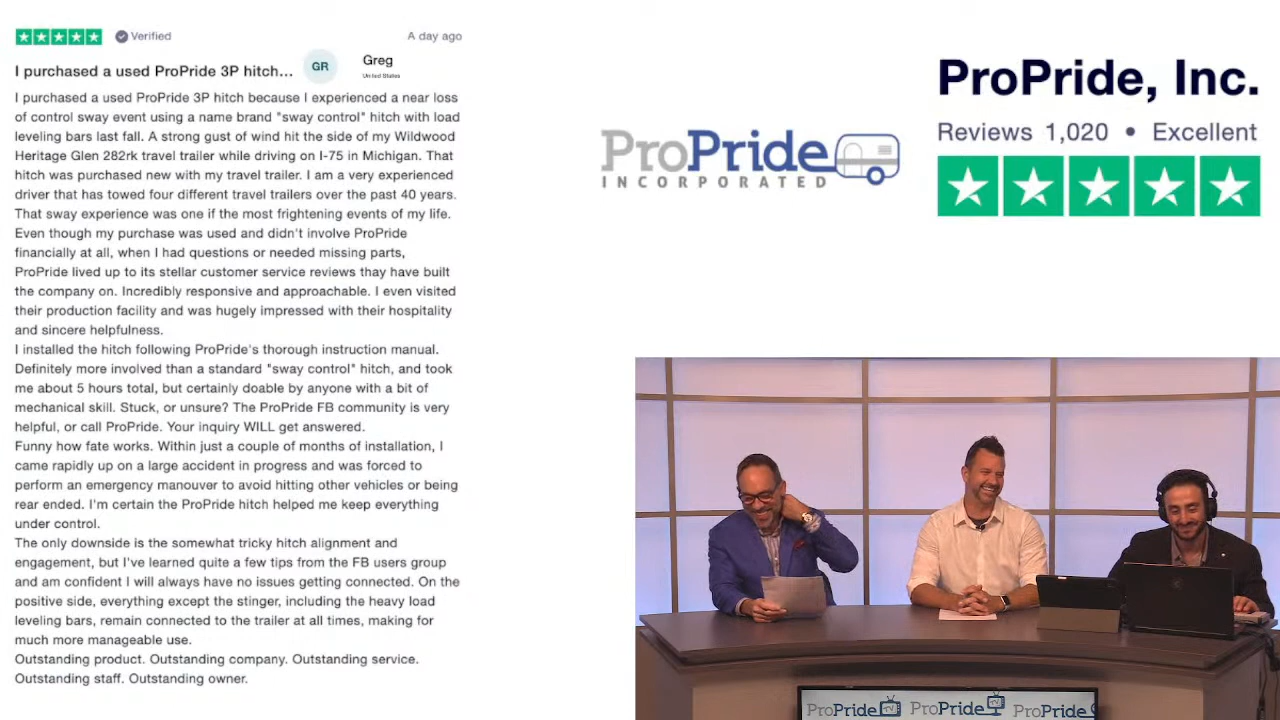 Verified
A day ago
I purchased a used ProPride 3P hitch...
GR
Greg
United States
I purchased a used ProPride 3P hitch because I experienced a near loss
of control sway event using a name brand "sway control" hitch with load
leveling bars last fall. A strong gust of wind hit the side of my Wildwood
Heritage Glen 282rk travel trailer while driving on I-75 in Michigan. That
hitch was purchased new with my travel trailer. I am a very experienced
driver that has towed four different travel trailers over the past 40 years.
That sway experience was one if the most frightening events of my life.
Even though my purchase was used and didn't involve ProPride
financially at all, when I had questions or needed missing parts,
ProPride lived up to its stellar customer service reviews thay have built
the company on. Incredibly responsive and approachable. I even visited
their production facility and was hugely impressed with their hospitality
and sincere helpfulness.
I installed the hitch following ProPride's thorough instruction manual.
Definitely more involved than a standard "sway control" hitch, and took
me about 5 hours total, but certainly doable by anyone with a bit of
mechanical skill. Stuck, or unsure? The ProPride FB community is very
helpful, or call ProPride. Your inquiry WILL get answered.
Funny how fate works. Within just a couple of months of installation, I
came rapidly up on a large accident in progress and was forced to
perform an emergency manouver to avoid hitting other vehicles or being
rear ended. I'm certain the ProPride hitch helped me keep everything
under control.
The only downside is the somewhat tricky hitch alignment and
engagement, but I've learned quite a few tips from the FB users group
and am confident I will always have no issues getting connected. On the
positive side, everything except the stinger, including the heavy load
leveling bars, remain connected to the trailer at all times, making for
much more manageable use.
Outstanding product. Outstanding company. Outstanding service.
Outstanding staff. Outstanding owner.
ProPride
INCORPORATED
ProPride, Inc.
Reviews 1,020 • Excellent
ProPride TV ProPride TV ProPride